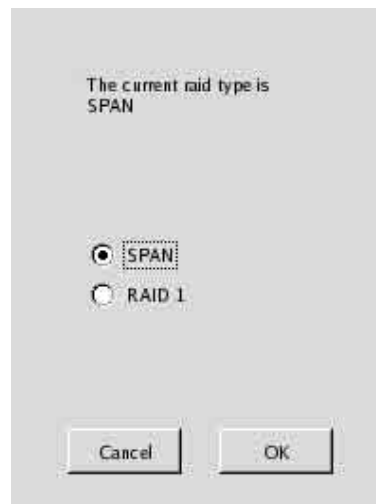 The current raid type is
SPAN
SPAN
RAID 1
Cancel
OK